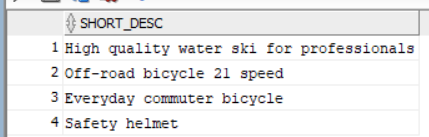 SHORT_DESC
1 High quality water ski for professionals
2 Off-road bicycle 21 speed
3 Everyday commuter bicycle
4 Safety helmet